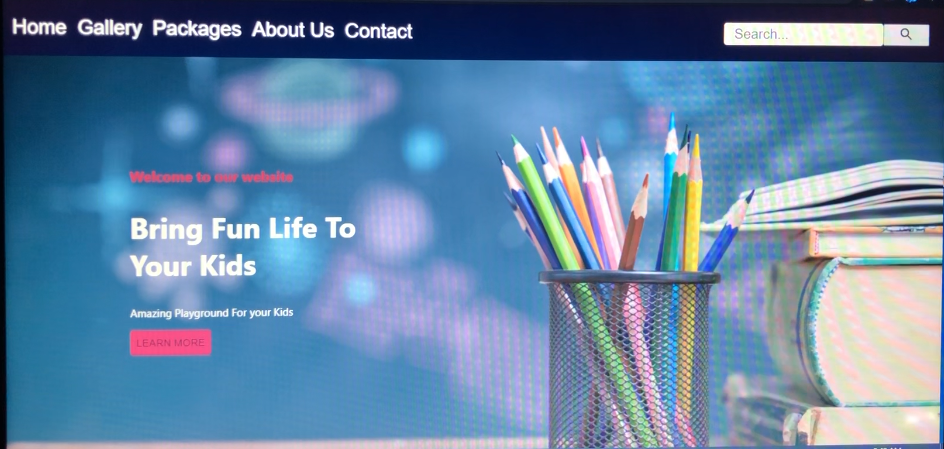 Home Gallery Packages About Us Contact
Search...
Welcome to our website
Bring Fun Life To
Your Kids
Amazing Playground For your Kids
LEARN MORE